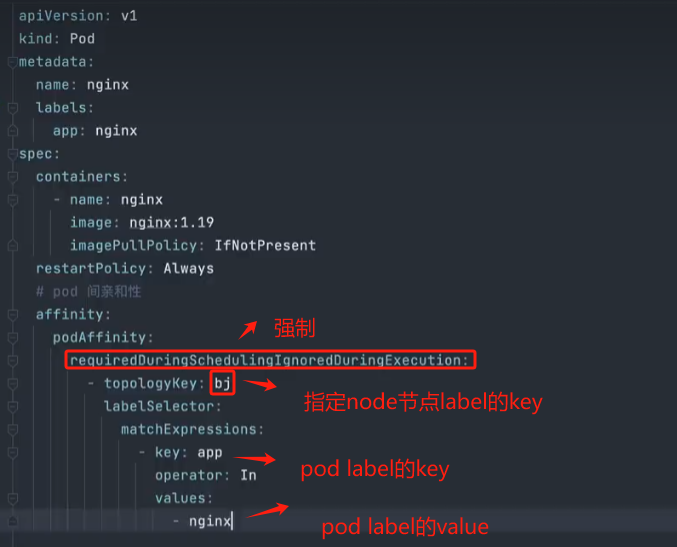 apiVersion: v1
kind: Pod
metadata:
  name: nginx
  labels:
    app: nginx
spec:
  containers:
    - name: nginx
      image: nginx:1.19
      imagePullPolicy: IfNotPresent
  restartPolicy: Always
  # pod 间亲和性
  affinity:
    podAffinity:
强制
      requiredDuringSchedulingIgnoredDuringExecution:
        - topologyKey: bj
指定node节点label的key
          labelSelector:
            matchExpressions:
              - key: app
pod label的key
                operator: In
                values:
                  - nginx
pod label的value